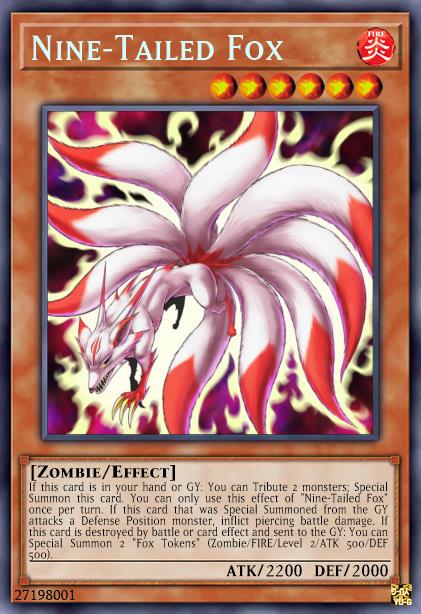 Nine-Tailed Fox
FIRE
炎
[Zombie/Effect]
If this card is in your hand or GY: You can Tribute 2 monsters; Special
Summon this card. You can only use this effect of "Nine-Tailed Fox"
once per turn. If this card that was Special Summoned from the GY
attacks a Defense Position monster, inflict piercing battle damage. If
this card is destroyed by battle or card effect and sent to the GY: You can
Special Summon 2 "Fox Tokens" (Zombie/FIRE/Level 2/ATK 500/DEF
500).
ATK/2200 DEF/2000
27198001